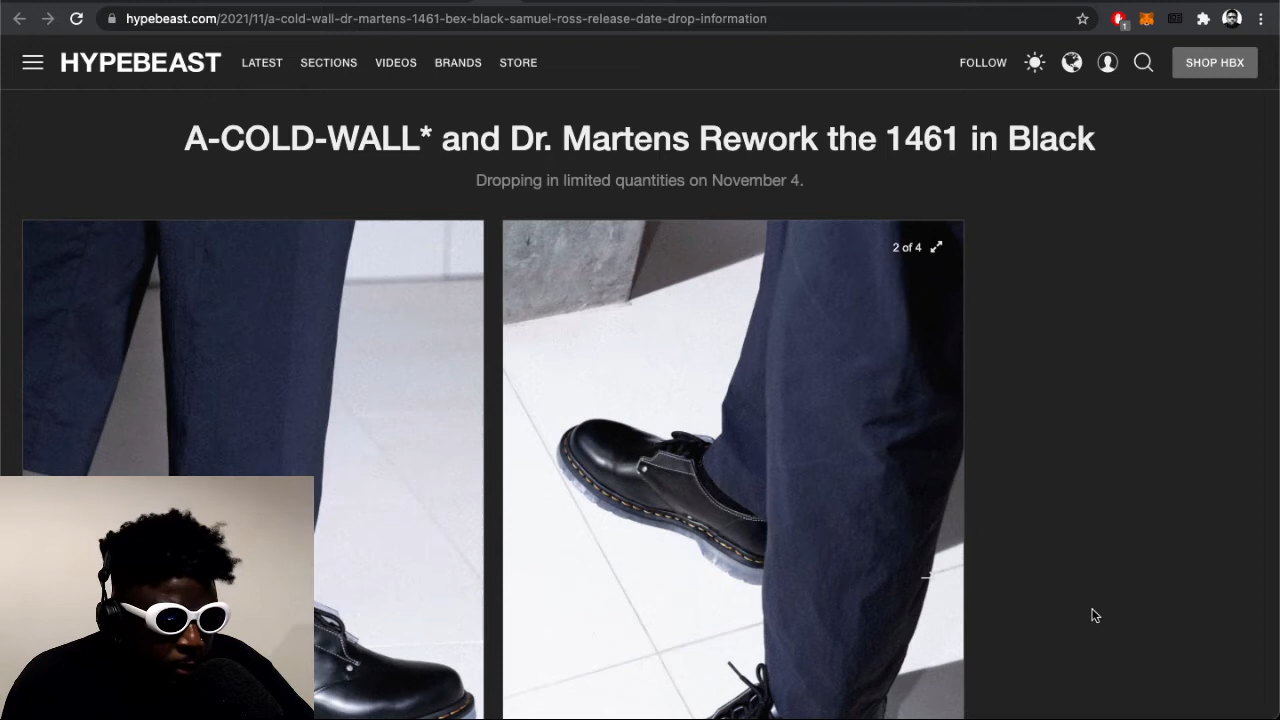 hypebeast.com/2021/11/a-cold-wall-dr-martens-1461-bex-black-samuel-ross-release-date-drop-information
1
HYPEBEAST LATEST SECTIONS VIDEOS BRANDS STORE FOLLOW SHOP HBX
A-COLD-WALL* and Dr. Martens Rework the 1461 in Black
Dropping in limited quantities on November 4.
2 of 4